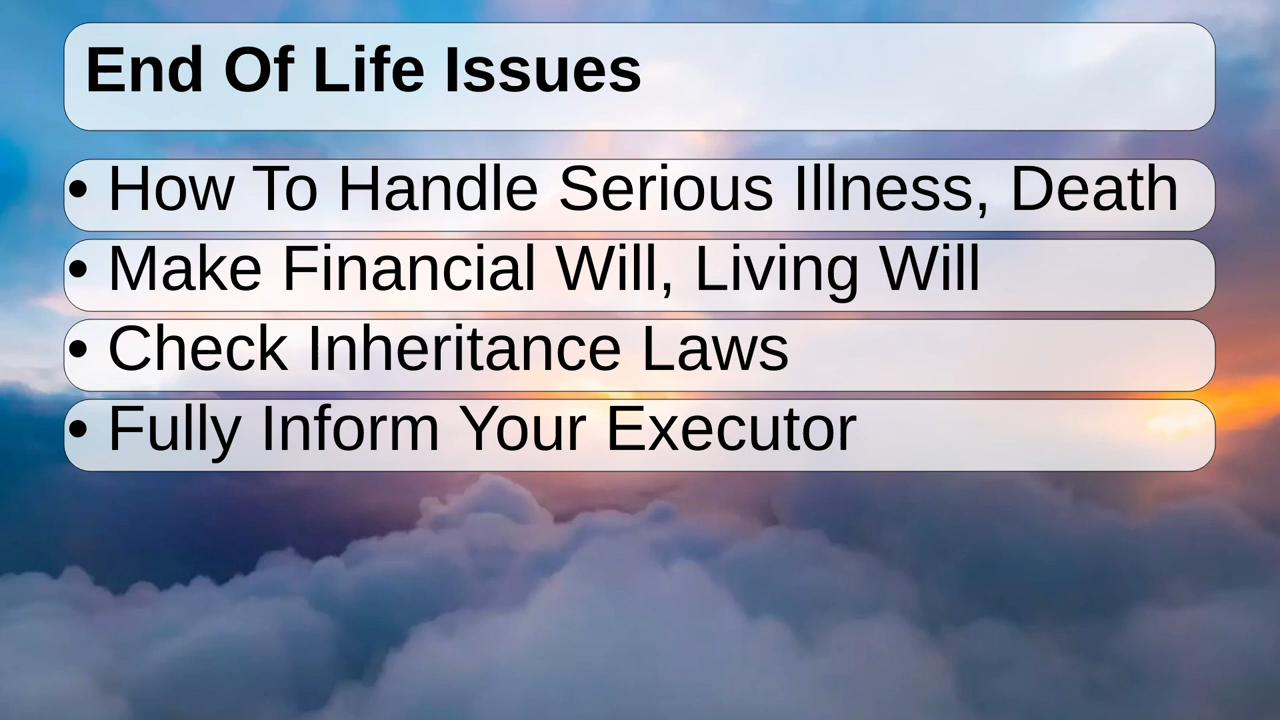 End Of Life Issues
• How To Handle Serious Illness, Death
• Make Financial Will, Living Will
• Check Inheritance Laws
• Fully Inform Your Executor